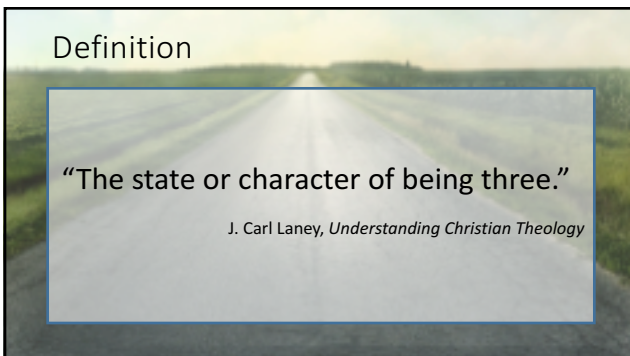 Definition
“The state or character of being three.”
J. Carl Laney, Understanding Christian Theology